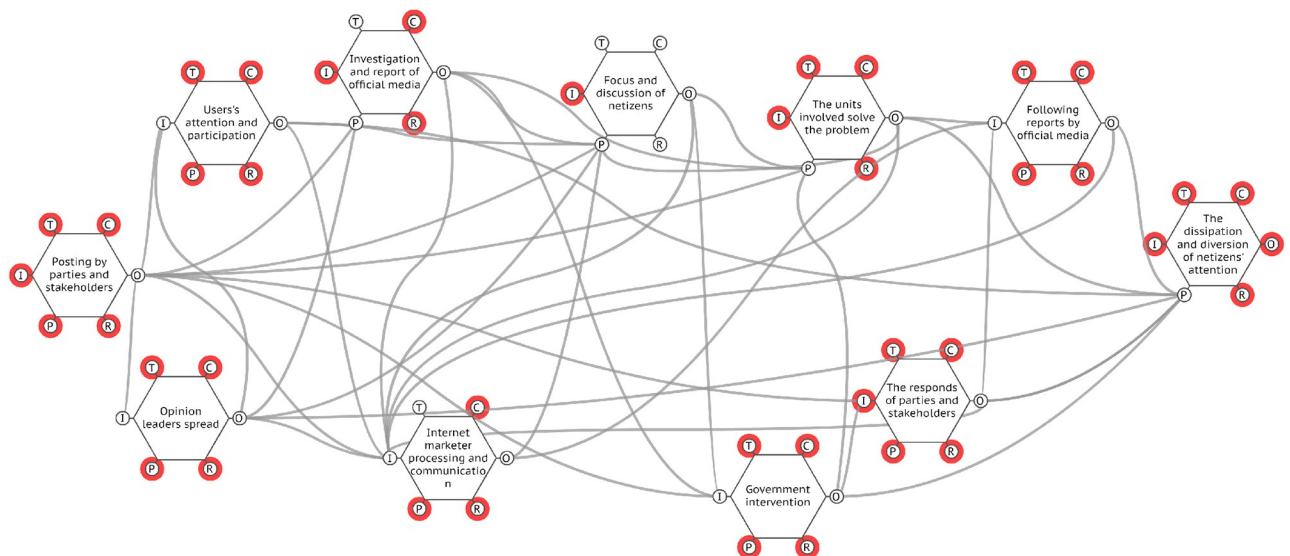 T
C
I
Investigation
and report of
official media
O
P
R
T
C
I
Focus and
discussion of
netizens
O
P
R
T
C
I
Users's
attention and
participation
O
P
R
T
C
I
The units
involved solve
the problem
O
P
R
T
C
I
Following
reports by
official media
O
P
R
T
C
I
Posting by
parties and
stakeholders
O
P
R
T
C
I
The
dissipation
and diversion
of netizens'
attention
O
P
R
T
C
I
Opinion
leaders spread
O
P
R
T
C
I
Internet
marketer
processing and
communicatio
n
O
P
R
T
C
I
The responds
of parties and
stakeholders
O
P
R
T
C
I
Government
intervention
O
P
R